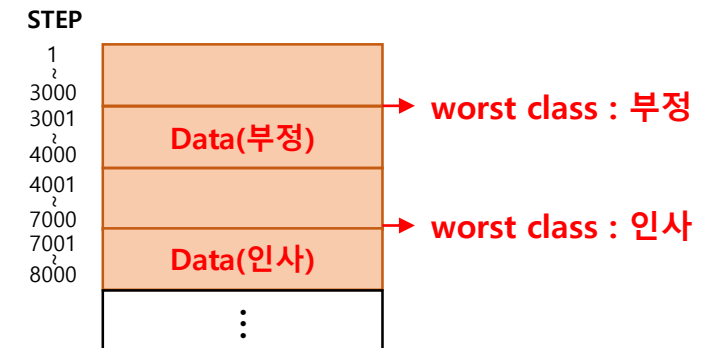 STEP
1
~
3000
worst class : 부정
3001
~
4000
Data(부정)
4001
~
7000
worst class : 인사
7001
~
8000
Data(인사)
⋮